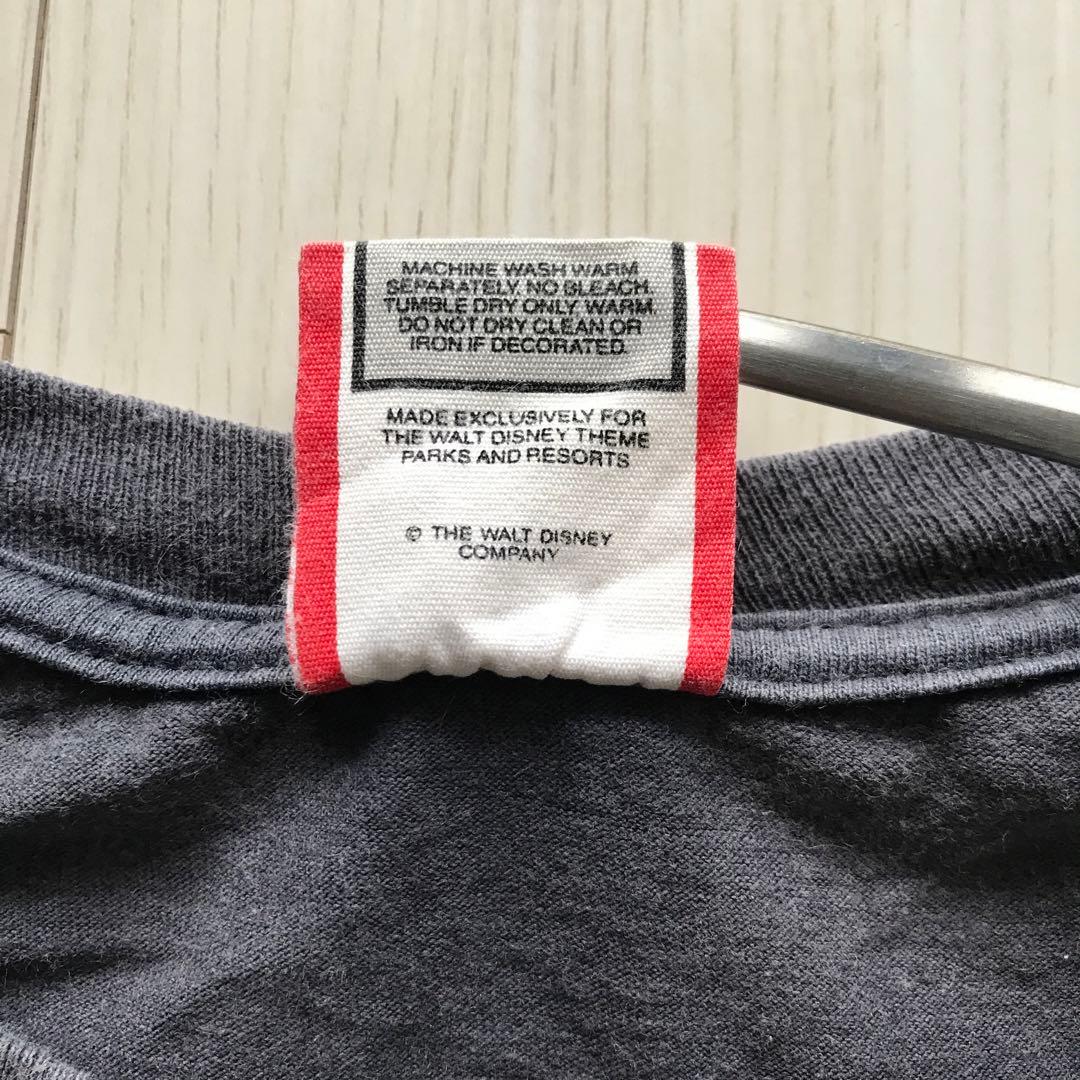 MACHINE WASH WARM
SEPARATELY. NO BLEACH.
TUMBLE DRY ONLY, WARM.
DO NOT DRY CLEAN OR
IRON IF DECORATED.
MADE EXCLUSIVELY FOR
THE WALT DISNEY THEME
PARKS AND RESORTS
© THE WALT DISNEY
COMPANY